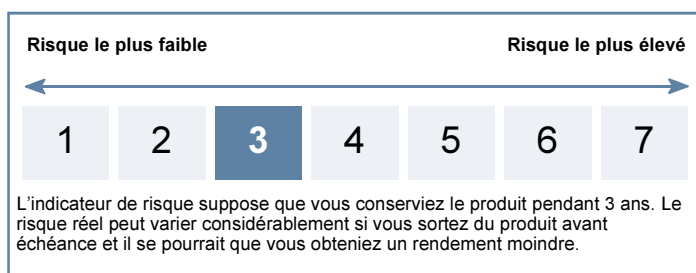 Risque le plus faible Risque le plus élevé
1 2 3 4 5 6 7
L'indicateur de risque suppose que vous conserviez le produit pendant 3 ans. Le
risque réel peut varier considérablement si vous sortez du produit avant
échéance et il se pourrait que vous obteniez un rendement moindre.